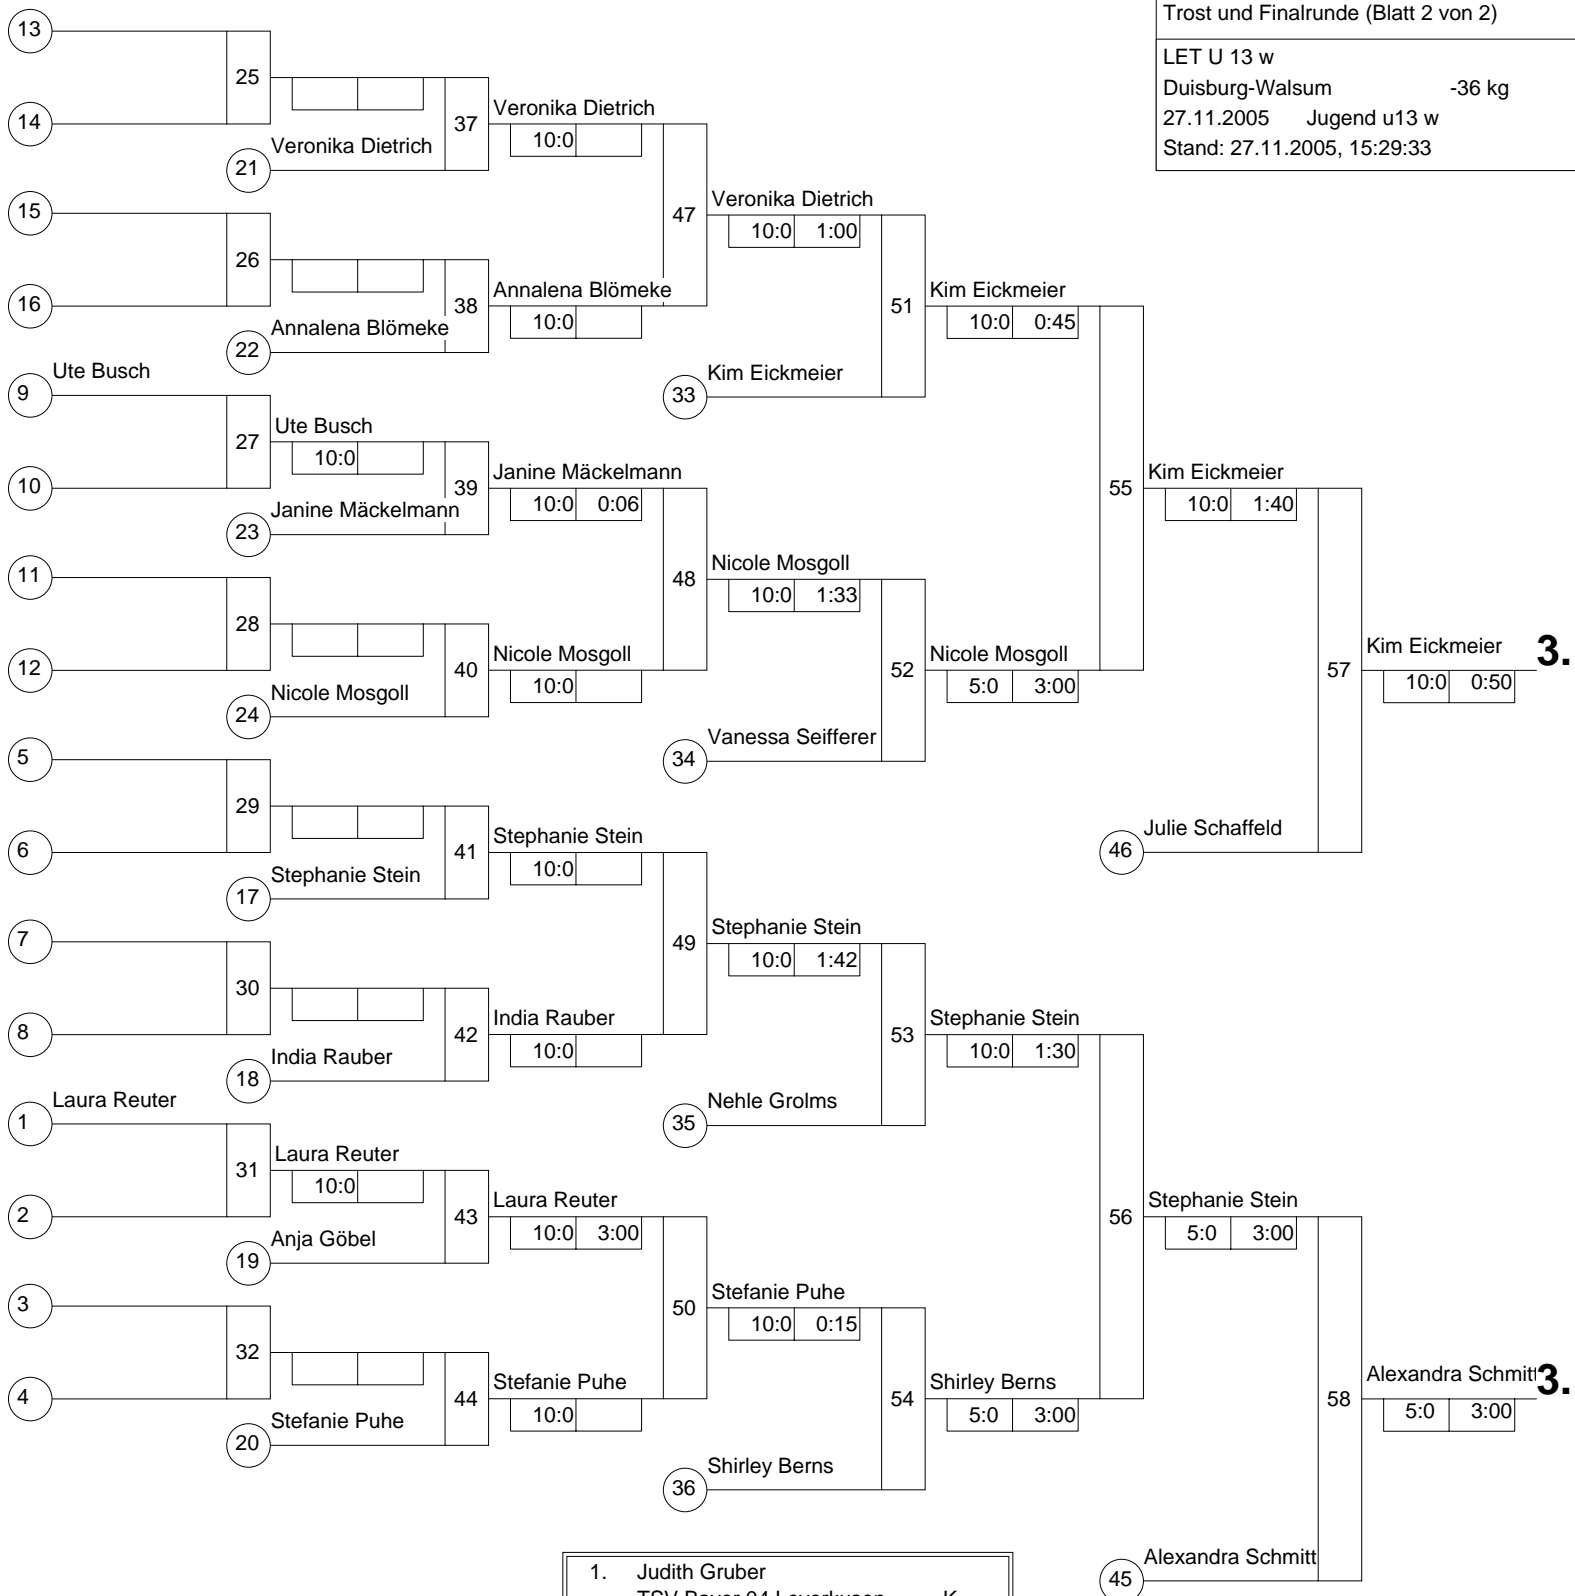 Trost und Finalrunde (Blatt 2 von 2)
LET U 13 w
Duisburg-Walsum -36 kg
27.11.2005 Jugend u13 w
Stand: 27.11.2005, 15:29:33
13
25
14
37
Veronika Dietrich
10:0
21
Veronika Dietrich
15
47
Veronika Dietrich
10:0 1:00
26
16
38
Annalena Blömeke
10:0
22
Annalena Blömeke
51
Kim Eickmeier
10:0 0:45
33
Kim Eickmeier
9
Ute Busch
27
Ute Busch
10:0
10
39
Janine Mäckelmann
10:0 0:06
23
Janine Mäckelmann
55
Kim Eickmeier
10:0 1:40
11
48
Nicole Mosgoll
10:0 1:33
28
12
40
Nicole Mosgoll
10:0
24
Nicole Mosgoll
52
Nicole Mosgoll
5:0 3:00
34
Vanessa Seifferer
57
Kim Eickmeier
3.
10:0 0:50
46
Julie Schaffeld
5
29
6
41
Stephanie Stein
10:0
17
Stephanie Stein
7
49
Stephanie Stein
10:0 1:42
30
8
42
India Rauber
10:0
18
India Rauber
53
Stephanie Stein
10:0 1:30
35
Nehle Grolms
1
Laura Reuter
31
Laura Reuter
10:0
2
43
Laura Reuter
10:0 3:00
19
Anja Göbel
56
Stephanie Stein
5:0 3:00
3
50
Stefanie Puhe
10:0 0:15
32
4
44
Stefanie Puhe
10:0
20
Stefanie Puhe
54
Shirley Berns
5:0 3:00
36
Shirley Berns
58
Alexandra Schmitt
3.
5:0 3:00
45
Alexandra Schmitt
1. Judith Gruber
TSV Bayer 04 Leverkusen K